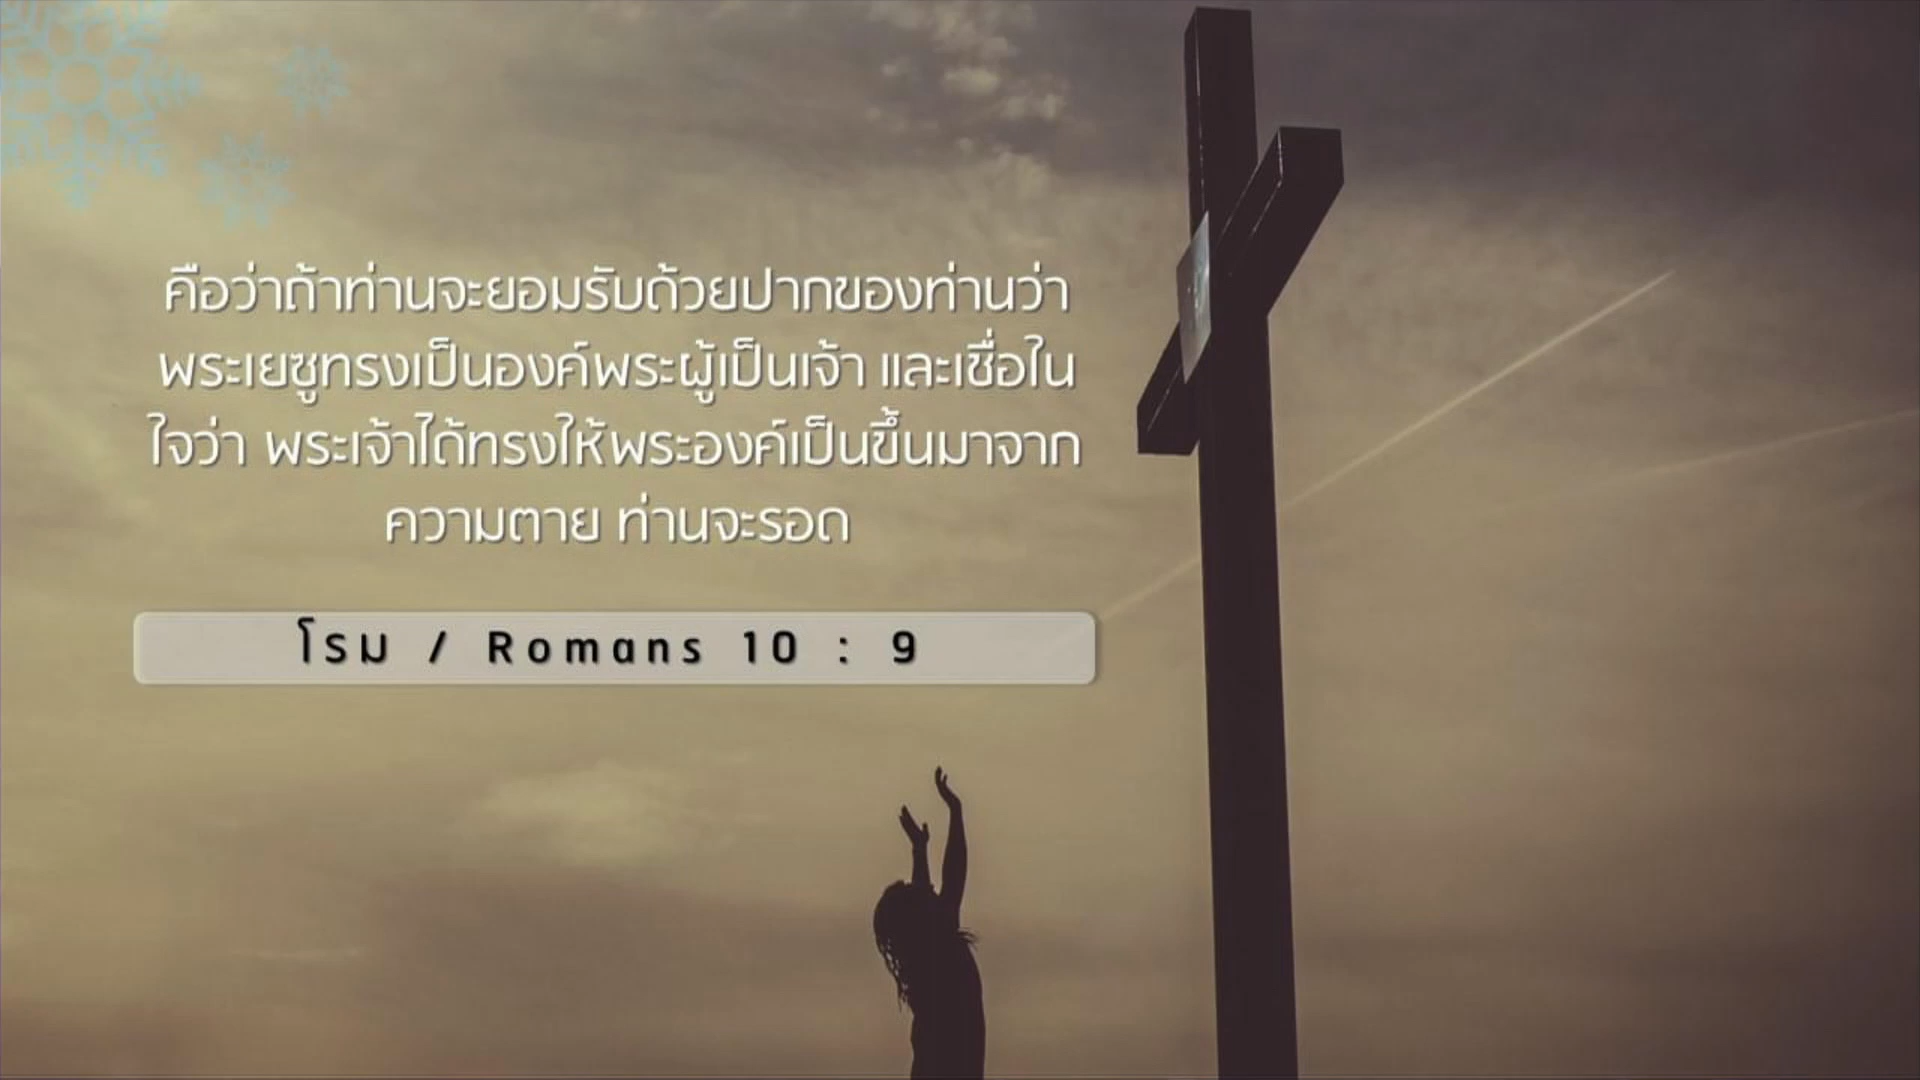 คือว่าถ้าท่านจะยอมรับด้วยปากของท่านว่า
พระเยซูทรงเป็นองค์พระผู้เป็นเจ้า และเชื่อใน
ใจว่า พระเจ้าได้ทรงให้พระองค์เป็นขึ้นมาจาก
ความตาย ท่านจะรอด
โรม / Romans 10 : 9